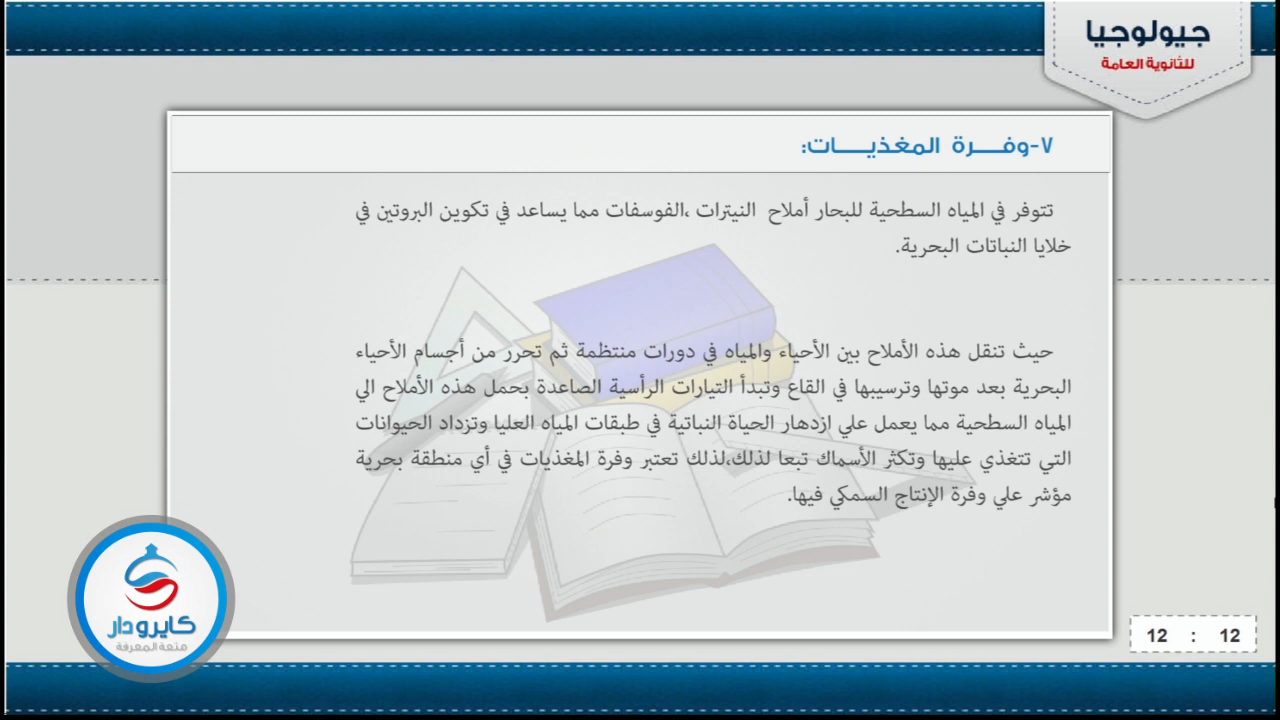 جيولوجيا
للثانوية العامة
٧-وفـــرة المغذيـــــات:
تتوفر في المياه السطحية للبحار أملاح النيترات ،الفوسفات مما يساعد في تكوين البروتين في
خلايا النباتات البحرية.
حيث تنقل هذه الأملاح بين الأحياء والمياه في دورات منتظمة ثم تحرر من أجسام الأحياء
البحرية بعد موتها وترسيبها في القاع وتبدأ التيارات الرأسية الصاعدة بحمل هذه الأملاح الي
المياه السطحية مما يعمل علي ازدهار الحياة النباتية في طبقات المياه العليا وتزداد الحيوانات
التي تتغذي عليها وتكثر الأسماك تبعا لذلك،لذلك تعتبر وفرة المغذيات في أي منطقة بحرية
مؤشر علي وفرة الإنتاج السمكي فيها.
كايرودار
متعة المعرفة
12 : 12